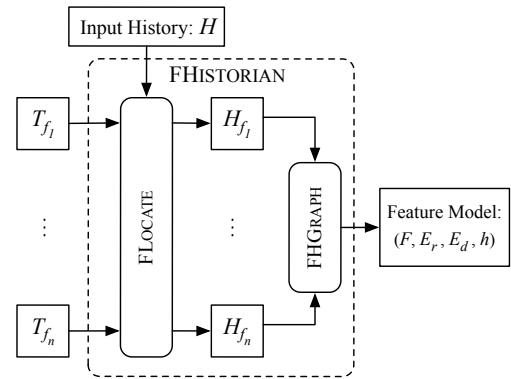 Input History: H
FHISTORIAN
T_{f_1}
H_{f_1}
FLOCATE
FHGRAPH
⋮
⋮
Feature Model:
(F, E_r, E_d, h)
T_{f_n}
H_{f_n}